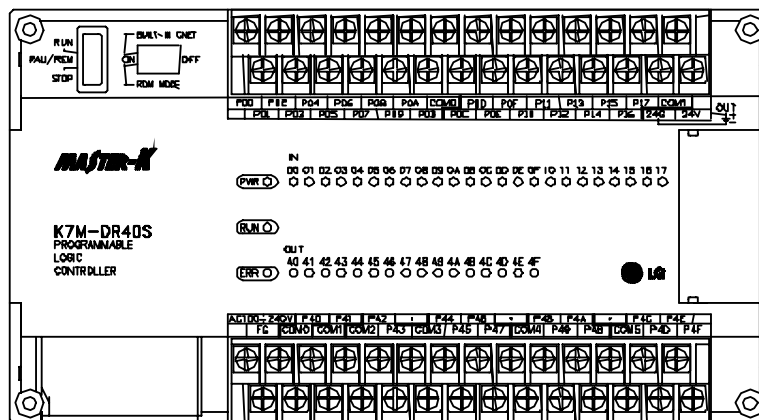 RUN
PAU/REM
STOP
BUILT-IN CNET
ON
OFF
ROM MODE
P00 P02 P04 P06 P08 P0A COM0 P0D P0F P11 P13 P15 P17 COM1
P01 P03 P05 P07 P09 P0B P0C P0E P10 P12 P14 P16 24G 24V
OUT
MASTER-K
K7M-DR40S
PROGRAMMABLE
LOGIC
CONTROLLER
IN
00 01 02 03 04 05 06 07 08 09 0A 0B 0C 0D 0E 0F 10 11 12 13 14 15 16 17
PWR
RUN
OUT
40 41 42 43 44 45 46 47 48 49 4A 4B 4C 4D 4E 4F
ERR
LG
AC100-240V P40 P41 P42 · P44 P46 · P48 P4A · P4C P4E
FG COM0 COM1 COM2 P43 COM3 P45 P47 COM4 P49 P4B COM5 P4D P4F